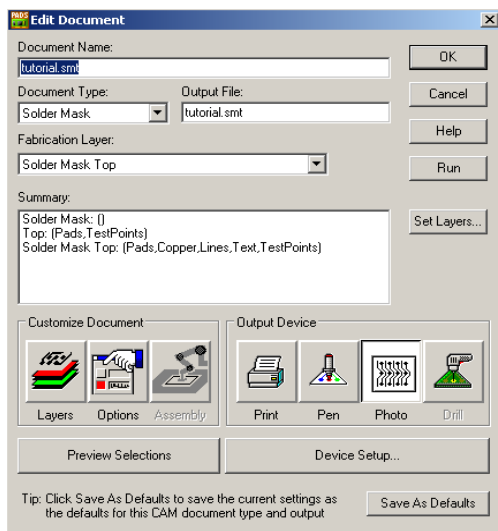 PADS Edit Document
Document Name:
tutorial.smt
OK
Document Type:
Output File:
Solder Mask
tutorial.smt
Cancel
Fabrication Layer:
Help
Solder Mask Top
Run
Summary:
Solder Mask: ()
Top: (Pads,TestPoints)
Solder Mask Top: (Pads,Copper,Lines,Text,TestPoints)
Set Layers...
Customize Document
Layers
Options
Assembly
Output Device
Print
Pen
Photo
Drill
Preview Selections
Device Setup...
Tip: Click Save As Defaults to save the current settings as
the defaults for this CAM document type and output
Save As Defaults